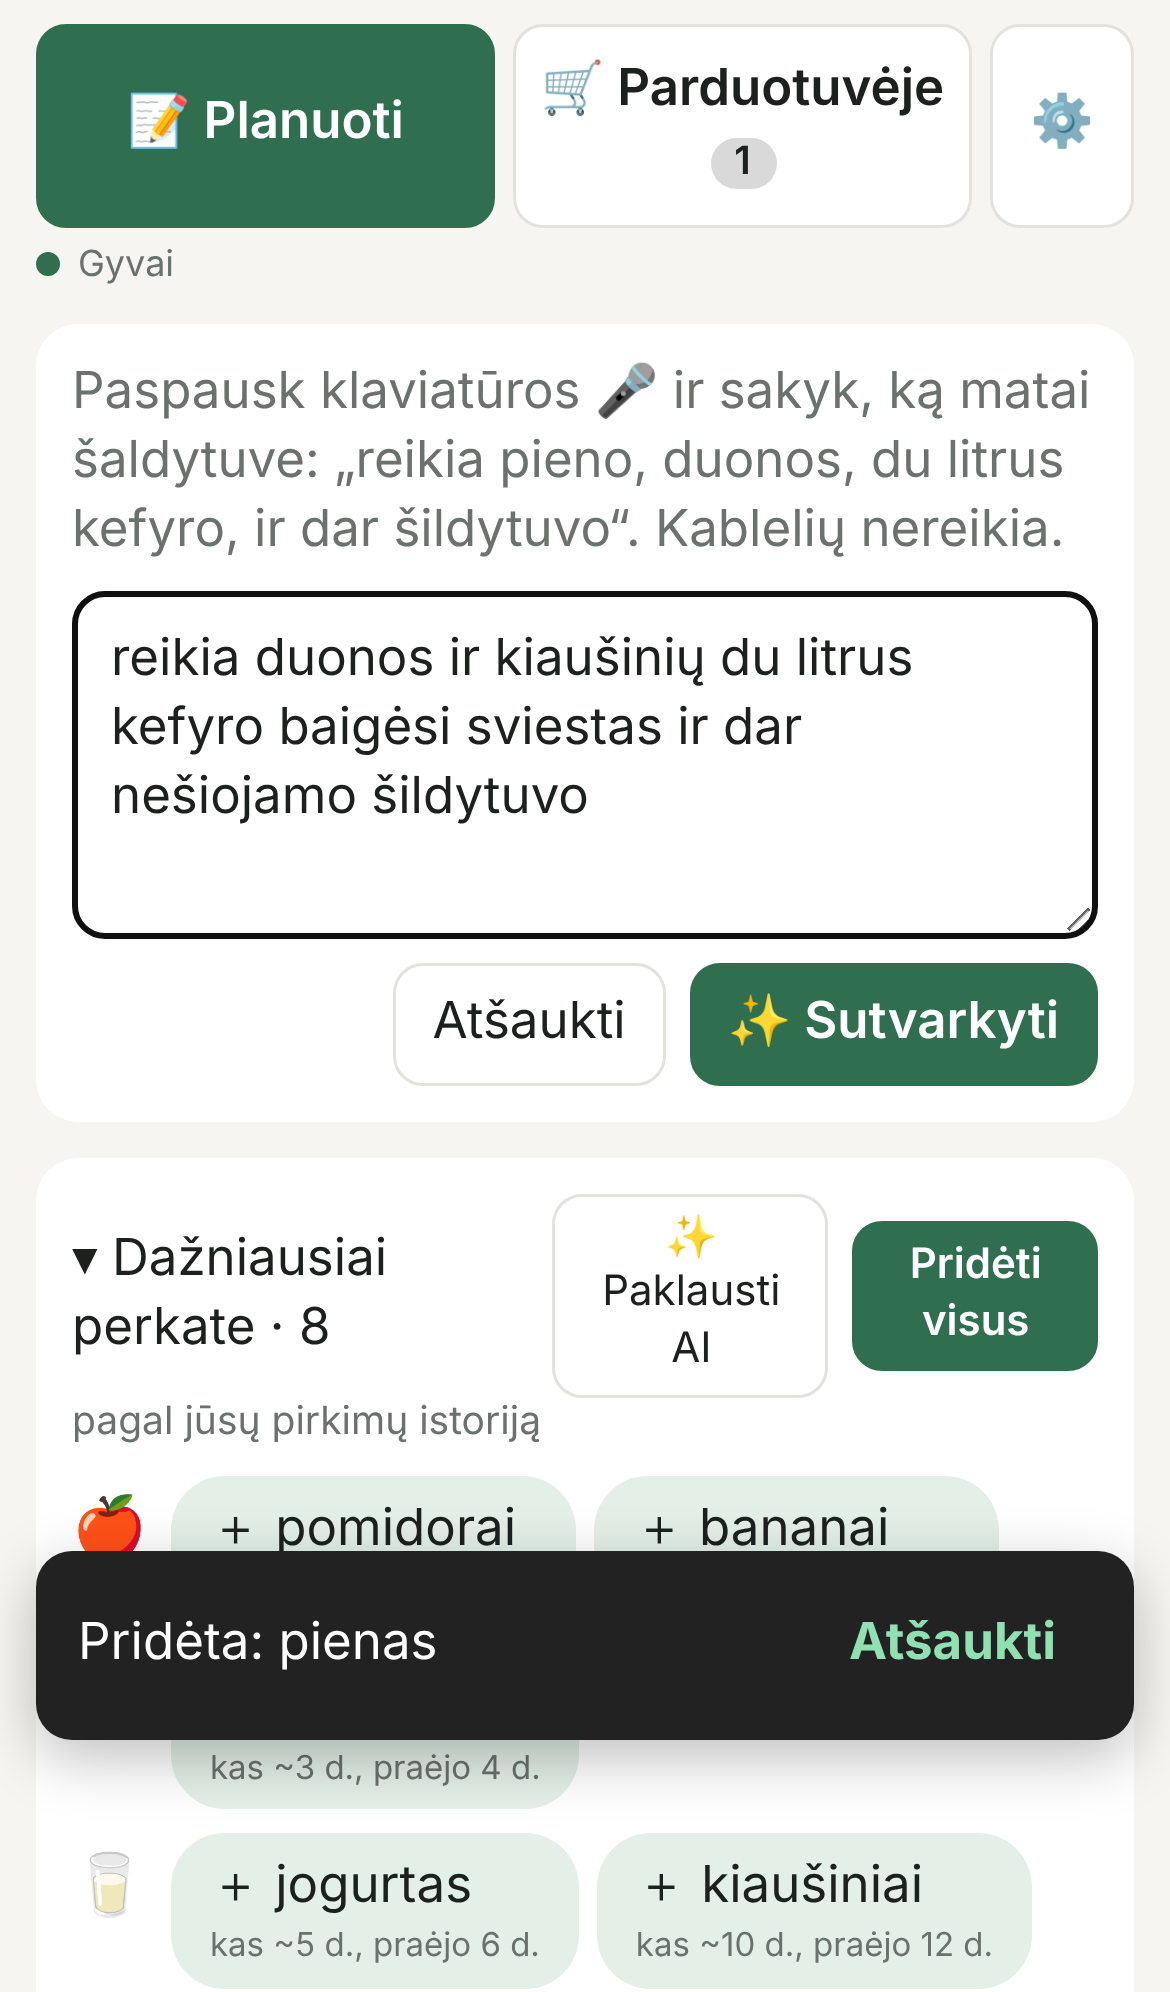 📝 Planuoti
🛒 Parduotuvėje
1
⚙️
Gyvai
Paspausk klaviatūros 🎤 ir sakyk, ką matai
šaldytuve: „reikia pieno, duonos, du litrus
kefyro, ir dar šildytuvo“. Kablelių nereikia.
reikia duonos ir kiaušinių du litrus
kefyro baigėsi sviestas ir dar
nešiojamo šildytuvo
Atšaukti
✨ Sutvarkyti
▾ Dažniausiai
perkate · 8
✨
Paklausti
AI
Pridėti
visus
pagal jūsų pirkimų istoriją
+ pomidorai
+ bananai
Pridėta: pienas
Atšaukti
kas ~3 d., praėjo 4 d.
+ jogurtas
kas ~5 d., praėjo 6 d.
+ kiaušiniai
kas ~10 d., praėjo 12 d.